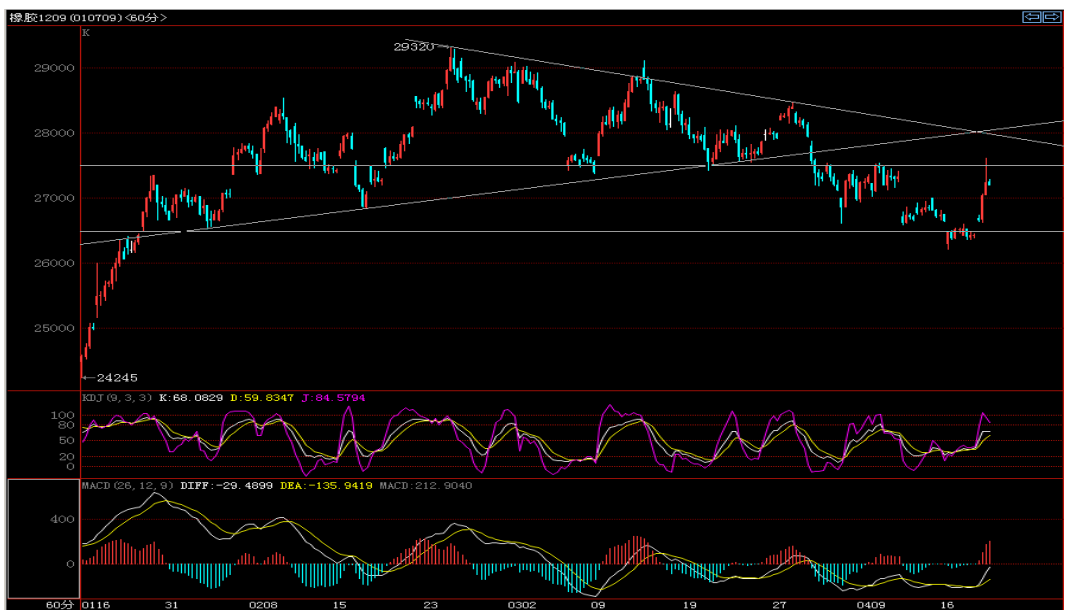 橡胶1209 (010709) <60分>
K
29320
29000
28000
27000
26000
25000
24245
KDJ(9,3,3) K:68.0829 D:59.8347 J:84.5794
100
80
50
20
0
MACD(26,12,9) DIFF:-29.4899 DEA:-135.9419 MACD:212.9040
400
0
60分 0116 31 0208 15 23 0302 09 19 27 0409 16